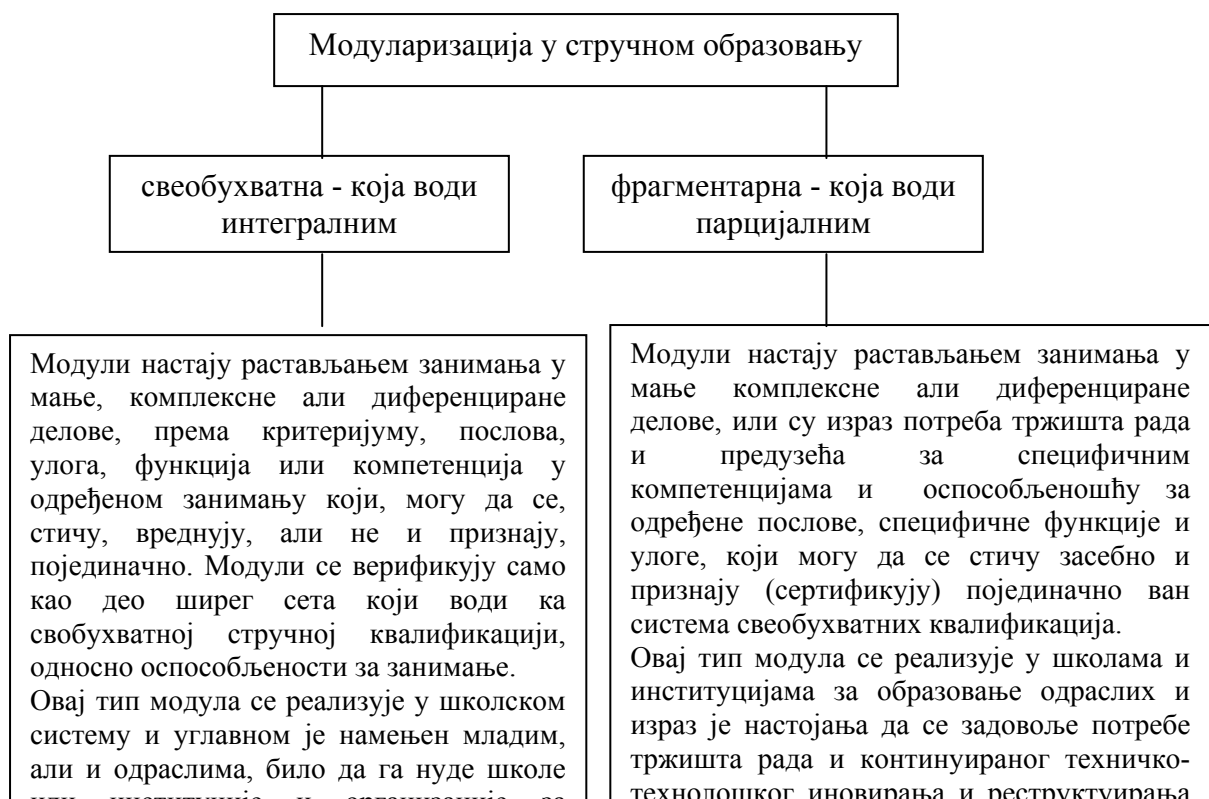 Модуларизација у стручном образовању
свеобухватна - која води
интегралним
фрагментарна - која води
парцијалним
Модули настају растављањем занимања у
мање, комплексне али диференциране
делове, према критеријуму, послова,
улога, функција или компетенција у
одређеном занимању који, могу да се,
стичу, вреднују, али не и признају,
појединачно. Модули се верификују само
као део ширег сета који води ка
свобухватној стручној квалификацији,
односно оспособљености за занимање.
Овај тип модула се реализује у школском
систему и углавном је намењен младим,
али и одраслима, било да га нуде школе
или институције и организације за
Модули настају растављањем занимања у
мање комплексне али диференциране
делове, или су израз потреба тржишта рада
и предузећа за специфичним
компетенцијама и оспособљеношћу за
одређене послове, специфичне функције и
улоге, који могу да се стичу засебно и
признају (сертификују) појединачно ван
система свеобухватних квалификација.
Овај тип модула се реализује у школама и
институцијама за образовање одраслих и
израз је настојања да се задовоље потребе
тржишта рада и континуираног техничко-
технолошког иновирања и реструктуирања